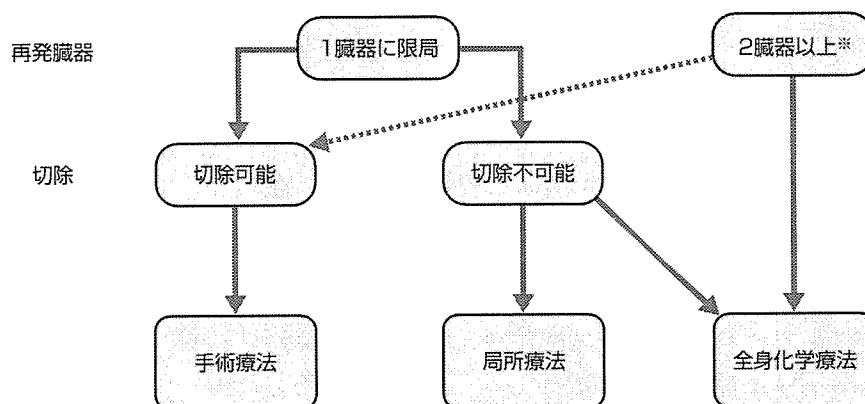 再発臓器
1臓器に限局
2臓器以上※
切除
切除可能
切除不可能
手術療法
局所療法
全身化学療法